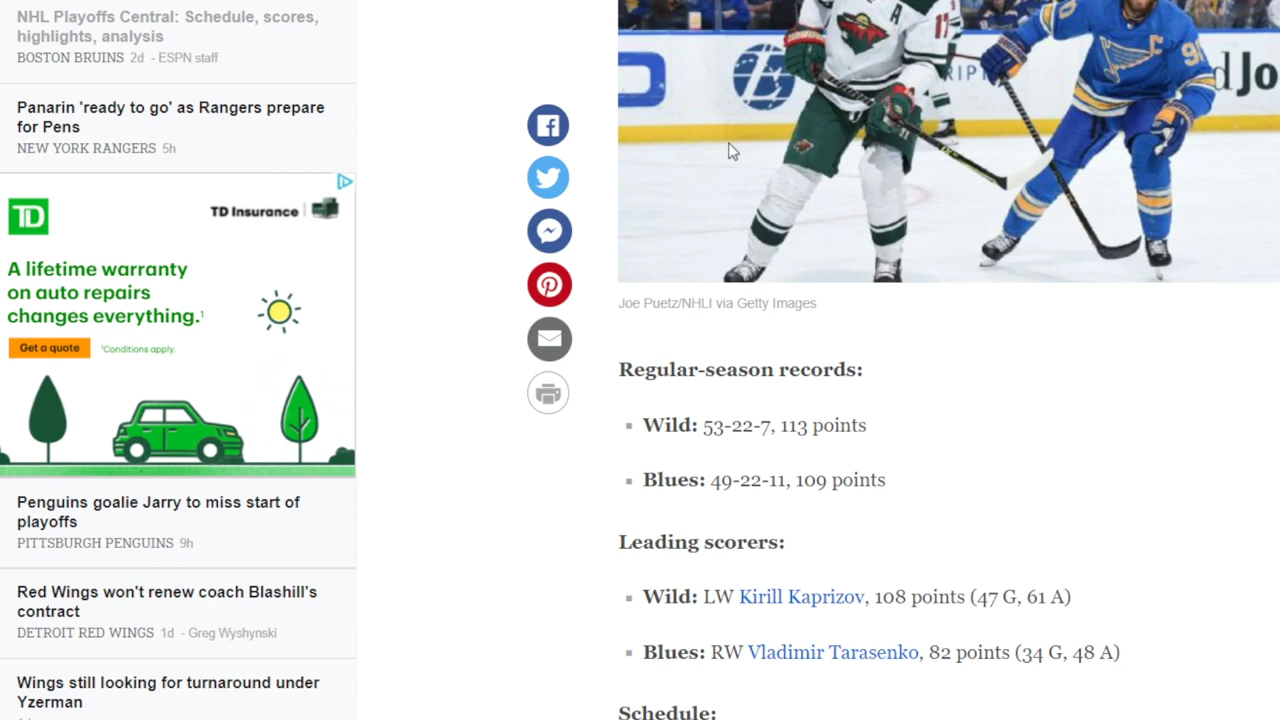 NHL Playoffs Central: Schedule, scores,
highlights, analysis
BOSTON BRUINS 2d - ESPN staff
Panarin 'ready to go' as Rangers prepare
for Pens
NEW YORK RANGERS 5h
TD
TD Insurance
A lifetime warranty
on auto repairs
changes everything.¹
Get a quote
¹Conditions apply.
Penguins goalie Jarry to miss start of
playoffs
PITTSBURGH PENGUINS 9h
Red Wings won't renew coach Blashill's
contract
DETROIT RED WINGS 1d - Greg Wyshynski
Wings still looking for turnaround under
Yzerman
A
17
C
Joe Puetz/NHLI via Getty Images
Regular-season records:
Wild: 53-22-7, 113 points
Blues: 49-22-11, 109 points
Leading scorers:
Wild: LW Kirill Kaprizov, 108 points (47 G, 61 A)
Blues: RW Vladimir Tarasenko, 82 points (34 G, 48 A)
Schedule: